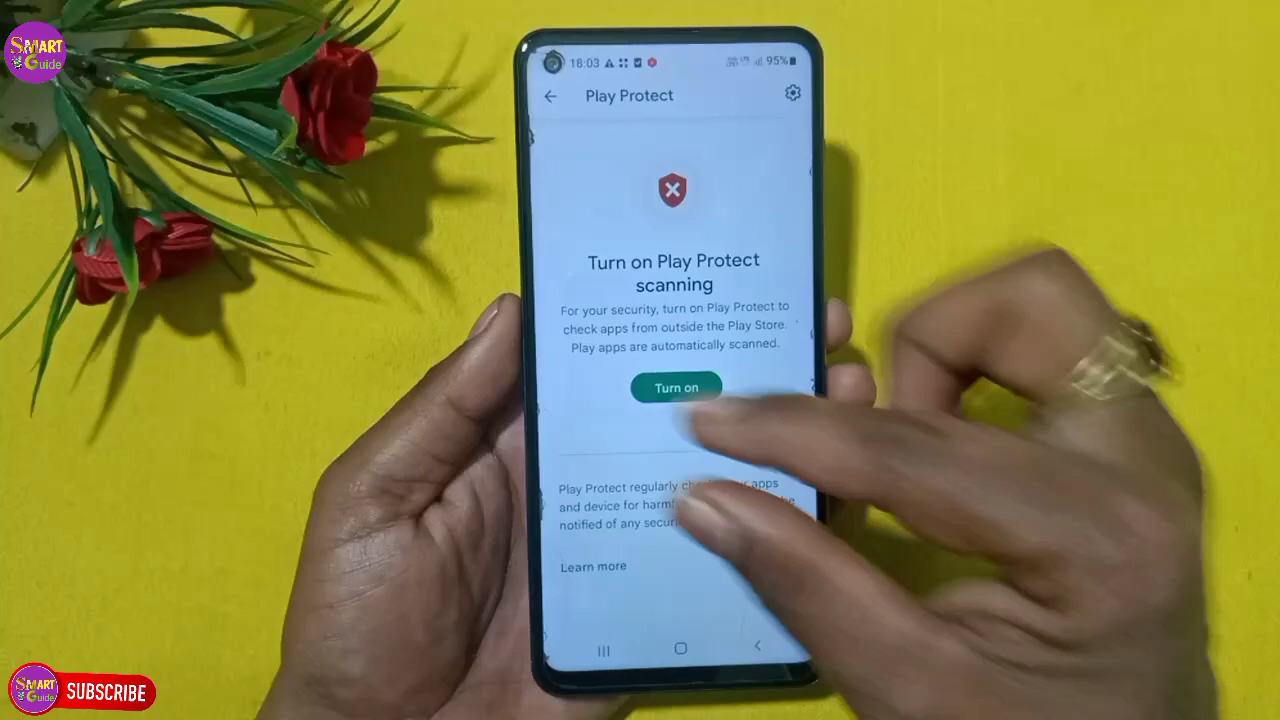 SMART
Guide
18:03
95%
Play Protect
Turn on Play Protect
scanning
For your security, turn on Play Protect to
check apps from outside the Play Store.
Play apps are automatically scanned.
Turn on
Play Protect regularly apps
and device for
notified of any
Learn more
SMART
Guide
SUBSCRIBE